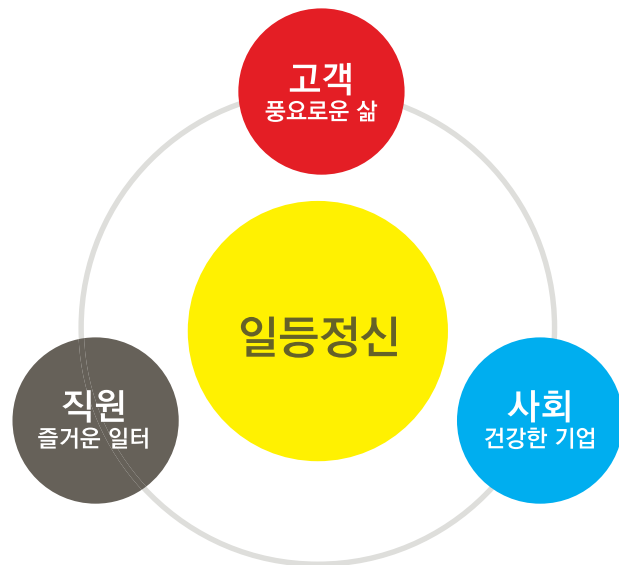 고객
풍요로운 삶
일등정신
직원
즐거운 일터
사회
건강한 기업